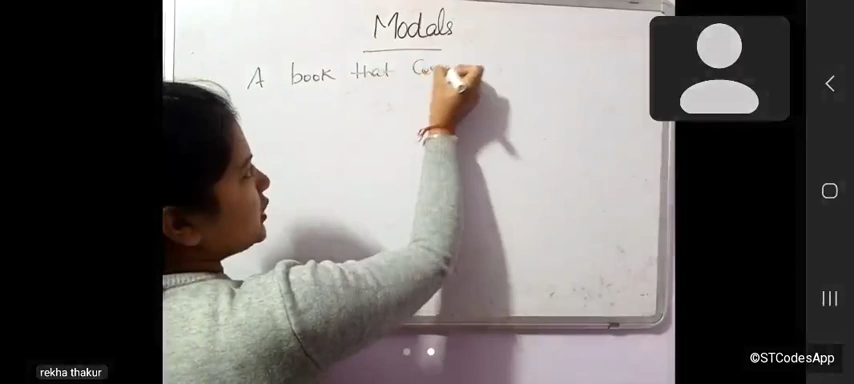 Modals
A book that
rekha thakur
©STCodesApp